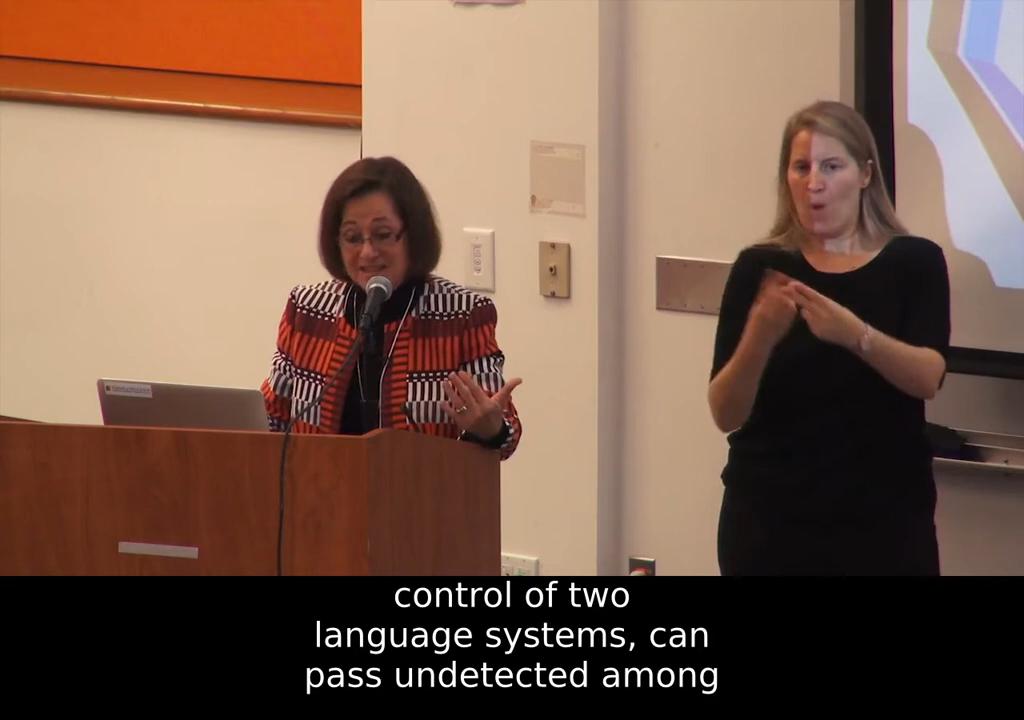 control of two
language systems, can
pass undetected among